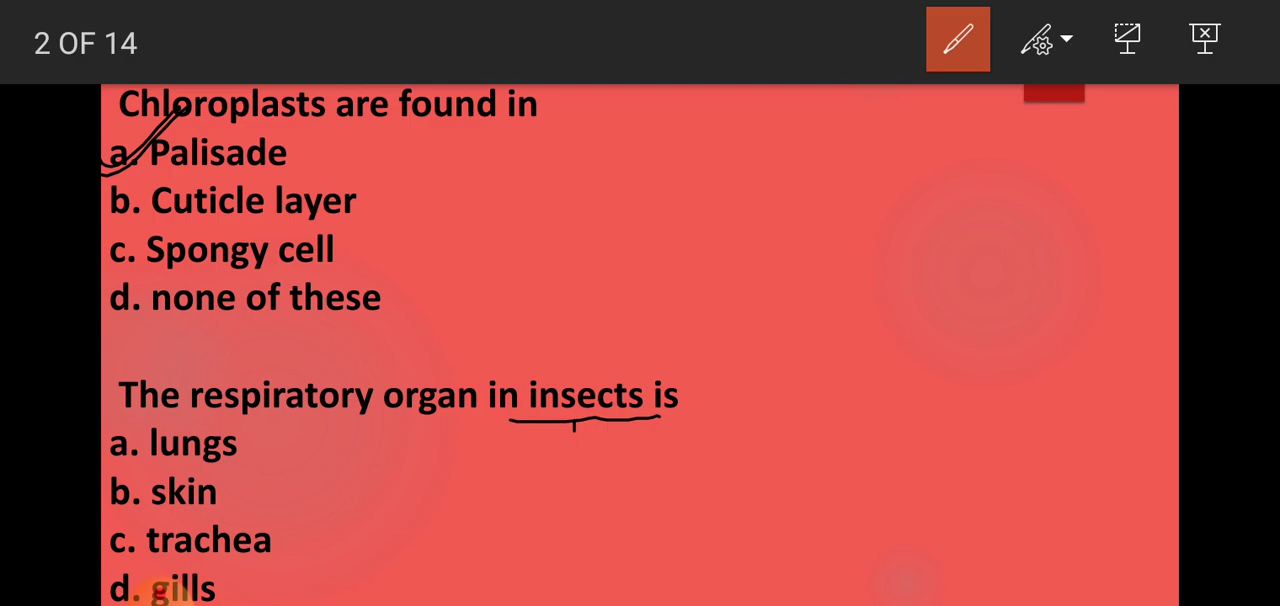 2 OF 14
Chloroplasts are found in
a. Palisade
b. Cuticle layer
c. Spongy cell
d. none of these
The respiratory organ in insects is
a. lungs
b. skin
c. trachea
d. gills